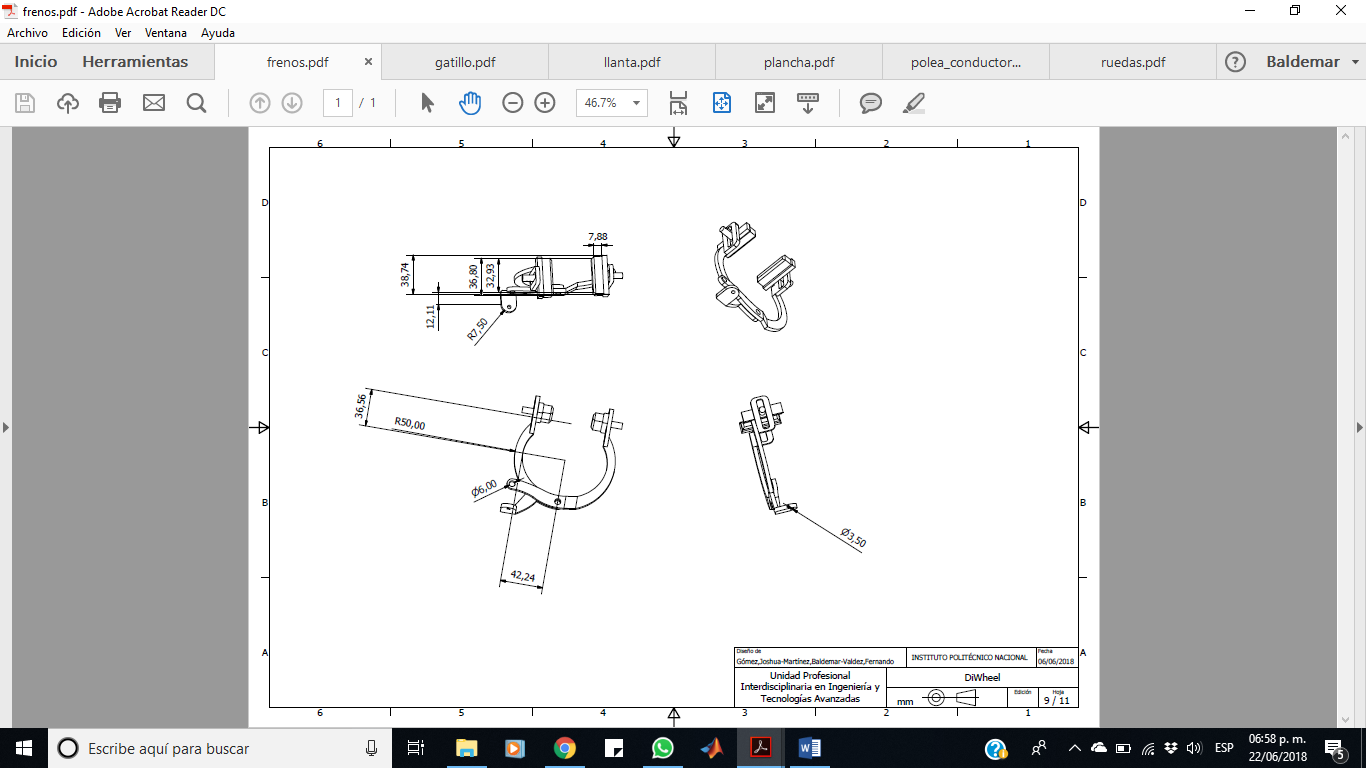 frenos.pdf - Adobe Acrobat Reader DC
Archivo Edición Ver Ventana Ayuda
Inicio Herramientas frenos.pdf × gatillo.pdf llanta.pdf plancha.pdf polea_conductor... ruedas.pdf ? Baldemar
1 / 1 46.7%
6 5 4 3 2 1
D D
7,88
38,74
36,80
32,93
12,11
R7,50
C C
36,56
R50,00
Ø6,00
B B
Ø3,50
42,24
A A
Diseño de
Gómez,Joshua-Martínez,Baldemar-Valdez,Fernando
INSTITUTO POLITÉCNICO NACIONAL
Fecha
06/06/2018
Unidad Profesional
Interdisciplinaria en Ingeniería y
Tecnologías Avanzadas
DiWheel
mm
Edición
Hoja
9 / 11
6 5 4 3 2 1
Escribe aquí para buscar
ESP
06:58 p. m.
22/06/2018
5